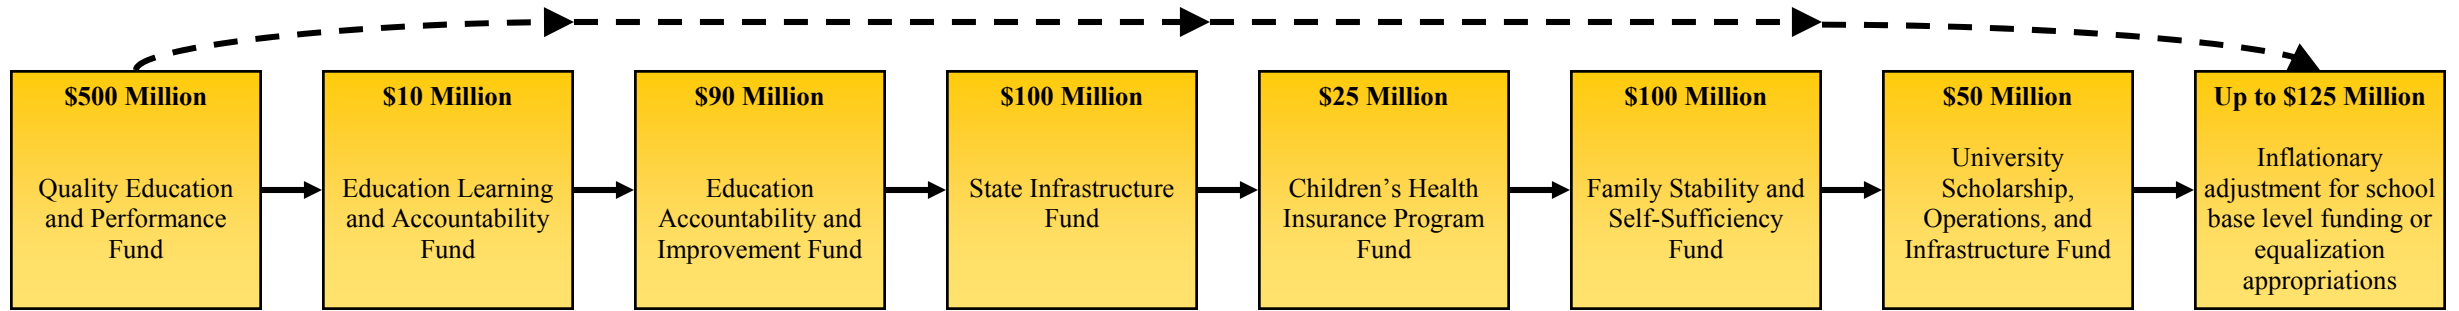 $500 Million
Quality Education
and Performance
Fund
$10 Million
Education Learning
and Accountability
Fund
$90 Million
Education
Accountability and
Improvement Fund
$100 Million
State Infrastructure
Fund
$25 Million
Children’s Health
Insurance Program
Fund
$100 Million
Family Stability and
Self-Sufficiency
Fund
$50 Million
University
Scholarship,
Operations, and
Infrastructure Fund
Up to $125 Million
Inflationary
adjustment for school
base level funding or
equalization
appropriations